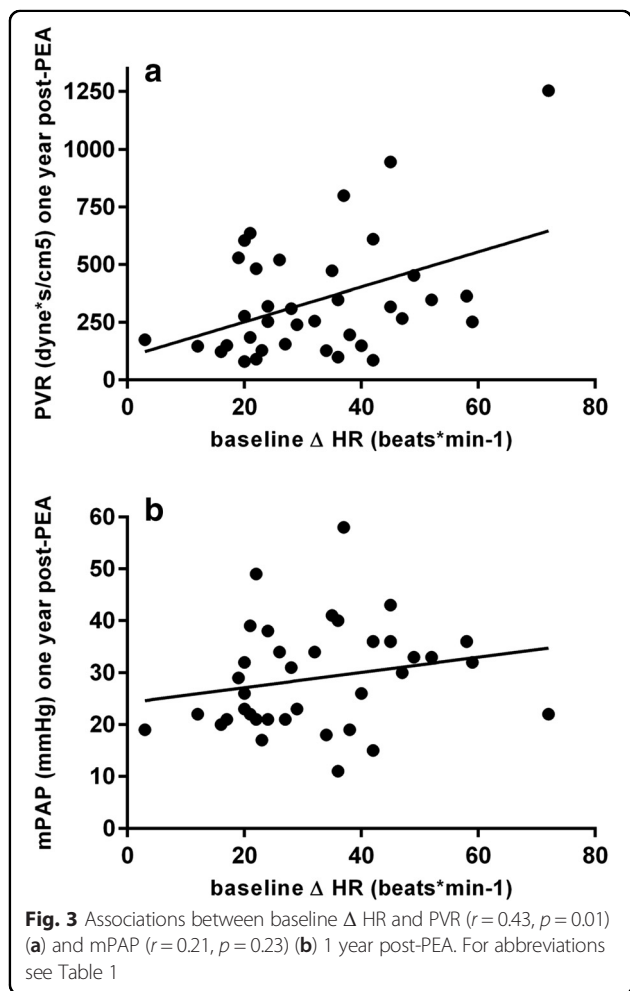 a
PVR (dyne*s/cm5) one year post-PEA
1250
1000
750
500
250
0
0 20 40 60 80
baseline Δ HR (beats*min-1)
b
mPAP (mmHg) one year post-PEA
60
50
40
30
20
10
0
0 20 40 60 80
baseline Δ HR (beats*min-1)
Fig. 3 Associations between baseline Δ HR and PVR (r = 0.43, p = 0.01)
(a) and mPAP (r = 0.21, p = 0.23) (b) 1 year post-PEA. For abbreviations
see Table 1